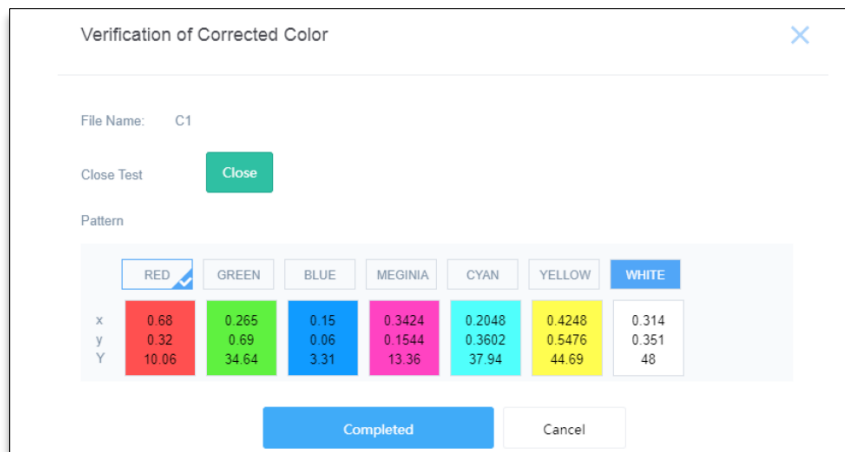 Verification of Corrected Color
File Name: C1
Close Test Close
Pattern
RED GREEN BLUE MEGINIA CYAN YELLOW WHITE
x 0.68 0.265 0.15 0.3424 0.2048 0.4248 0.314
y 0.32 0.69 0.06 0.1544 0.3602 0.5476 0.351
Y 10.06 34.64 3.31 13.36 37.94 44.69 48
Completed Cancel